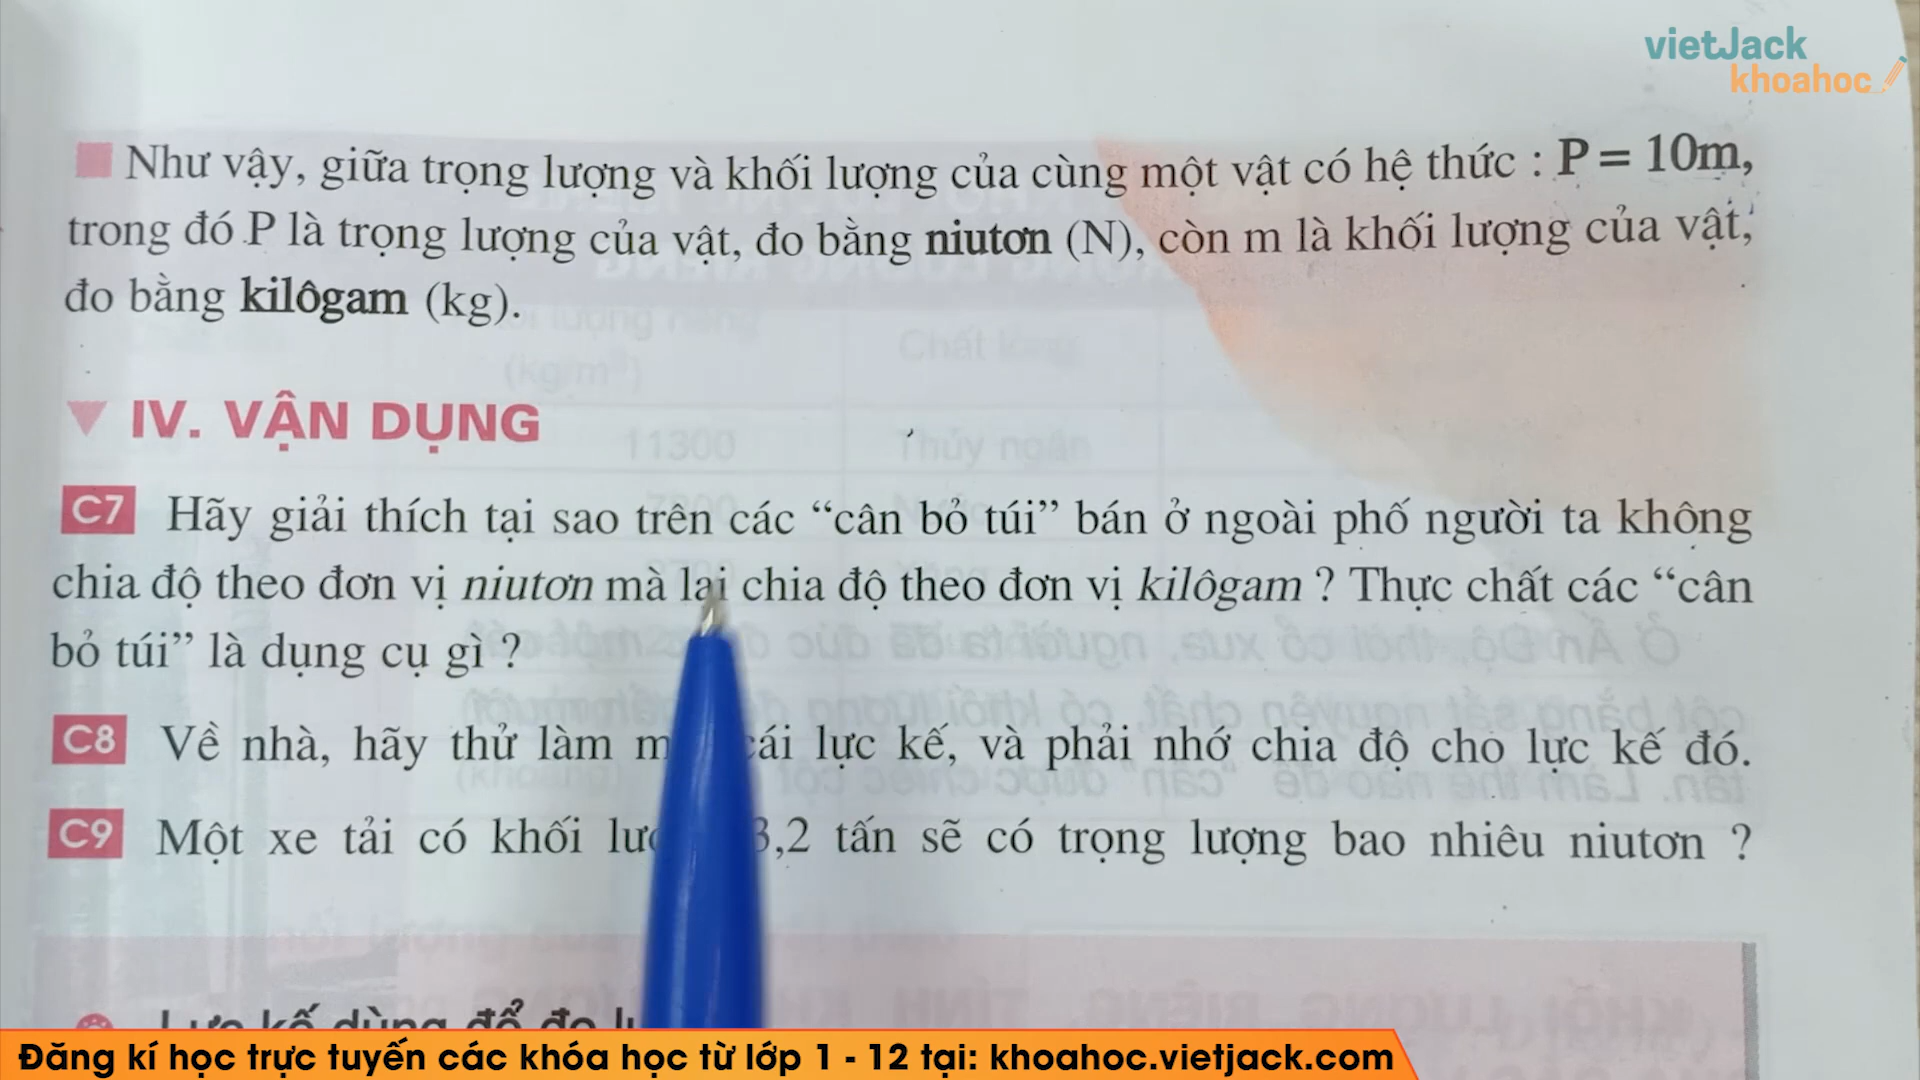 vietJack
khoahoc
Như vậy, giữa trọng lượng và khối lượng của cùng một vật có hệ thức : P = 10m,
trong đó P là trọng lượng của vật, đo bằng niutơn (N), còn m là khối lượng của vật,
đo bằng kilôgam (kg).
IV. VẬN DỤNG
C7 Hãy giải thích tại sao trên các “cân bỏ túi” bán ở ngoài phố người ta không
chia độ theo đơn vị niutơn mà lại chia độ theo đơn vị kilôgam ? Thực chất các “cân
bỏ túi” là dụng cụ gì ?
C8 Về nhà, hãy thử làm cái lực kế, và phải nhớ chia độ cho lực kế đó.
C9 Một xe tải có khối 3,2 tấn sẽ có trọng lượng bao nhiêu niutơn ?
Lực kế dùng để đo
Đăng kí học trực tuyến các khóa học từ lớp 1 - 12 tại: khoahoc.vietjack.com